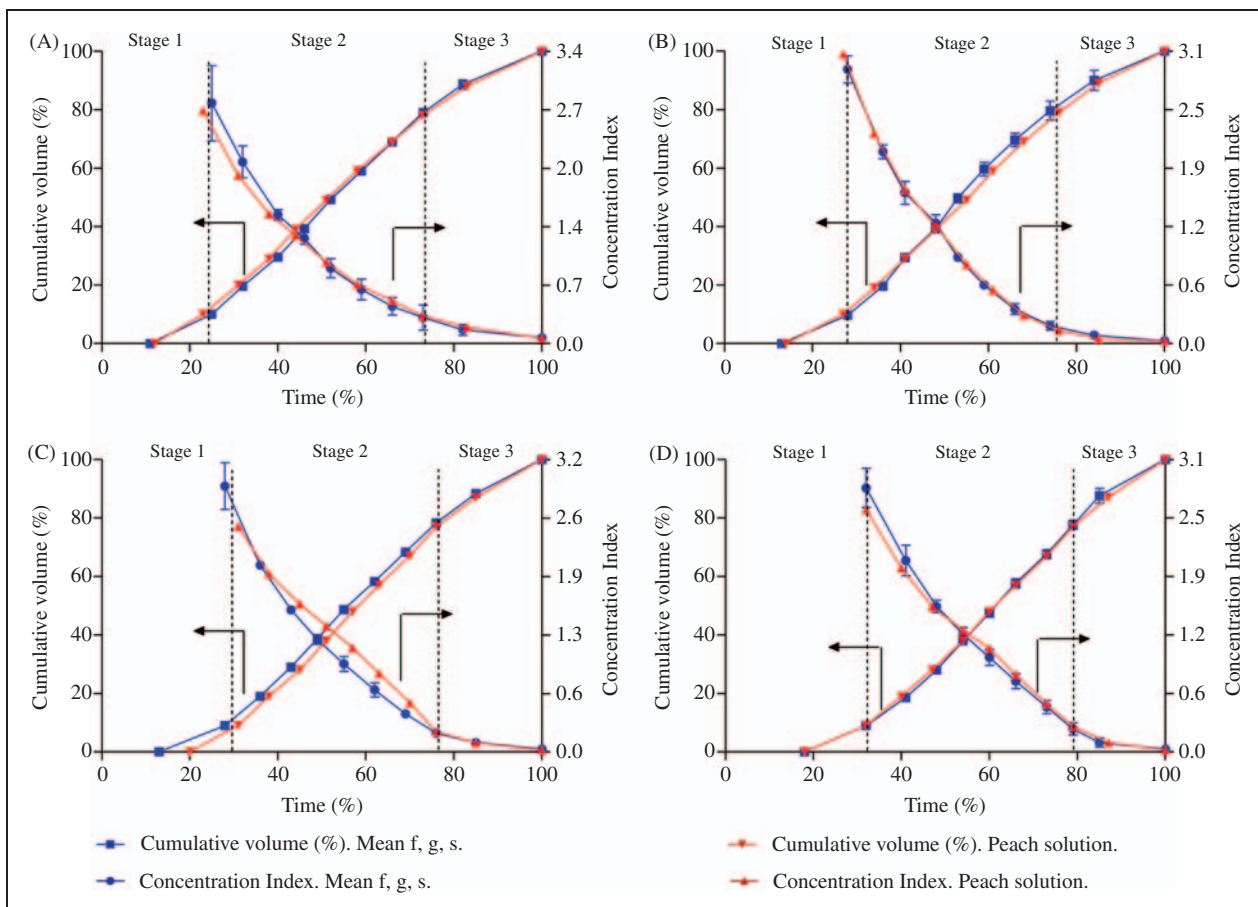 (A)
Stage 1 Stage 2 Stage 3
100 3.4
80 2.7
60 2.0
40 1.4
20 0.7
0 0.0
0 20 40 60 80 100
Cumulative volume (%)
Concentration Index
Time (%)
(B)
Stage 1 Stage 2 Stage 3
100 3.1
80 2.5
60 1.9
40 1.2
20 0.6
0 0.0
0 20 40 60 80 100
Cumulative volume (%)
Concentration Index
Time (%)
(C)
Stage 1 Stage 2 Stage 3
100 3.2
80 2.6
60 1.9
40 1.3
20 0.6
0 0.0
0 20 40 60 80 100
Cumulative volume (%)
Concentration Index
Time (%)
(D)
Stage 1 Stage 2 Stage 3
100 3.1
80 2.5
60 1.9
40 1.2
20 0.6
0 0.0
0 20 40 60 80 100
Cumulative volume (%)
Concentration Index
Time (%)
Cumulative volume (%). Mean f, g, s.
Concentration Index. Mean f, g, s.
Cumulative volume (%). Peach solution.
Concentration Index. Peach solution.